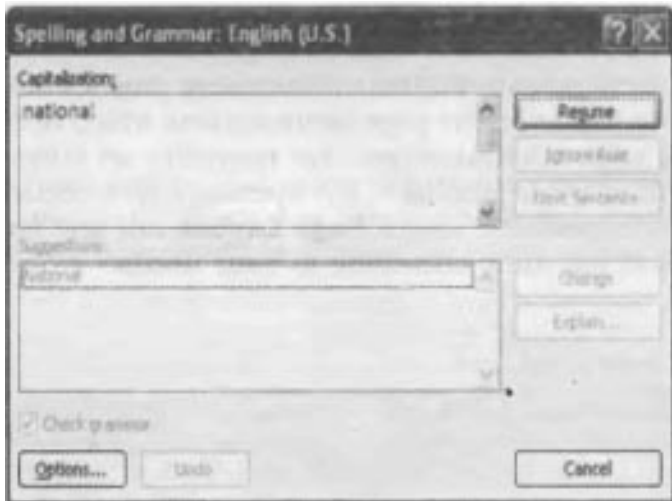 Spelling and Grammar: English (U.S.)
Capitalization:
national
Resume
Ignore Rule
Next Sentence
Suggestions:
National
Change
Explain...
Check grammar
Options...
Undo
Cancel